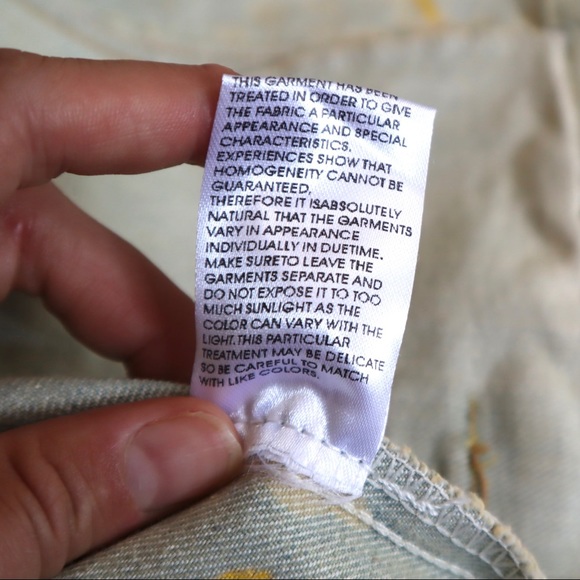 THIS GARMENT HAS BEEN
TREATED IN ORDER TO GIVE
THE FABRIC A PARTICULAR
APPEARANCE AND SPECIAL
CHARACTERISTICS.
EXPERIENCES SHOW THAT
HOMOGENEITY CANNOT BE
GUARANTEED,
THEREFORE IT ISABSOLUTELY
NATURAL THAT THE GARMENTS
VARY IN APPEARANCE
INDIVIDUALLY IN DUETIME.
MAKE SURETO LEAVE THE
GARMENTS SEPARATE AND
DO NOT EXPOSE IT TO TOO
MUCH SUNLIGHT AS THE
COLOR CAN VARY WITH THE
LIGHT.THIS PARTICULAR
TREATMENT MAY BE DELICATE
SO BE CAREFUL TO MATCH
WITH LIKE COLORS.